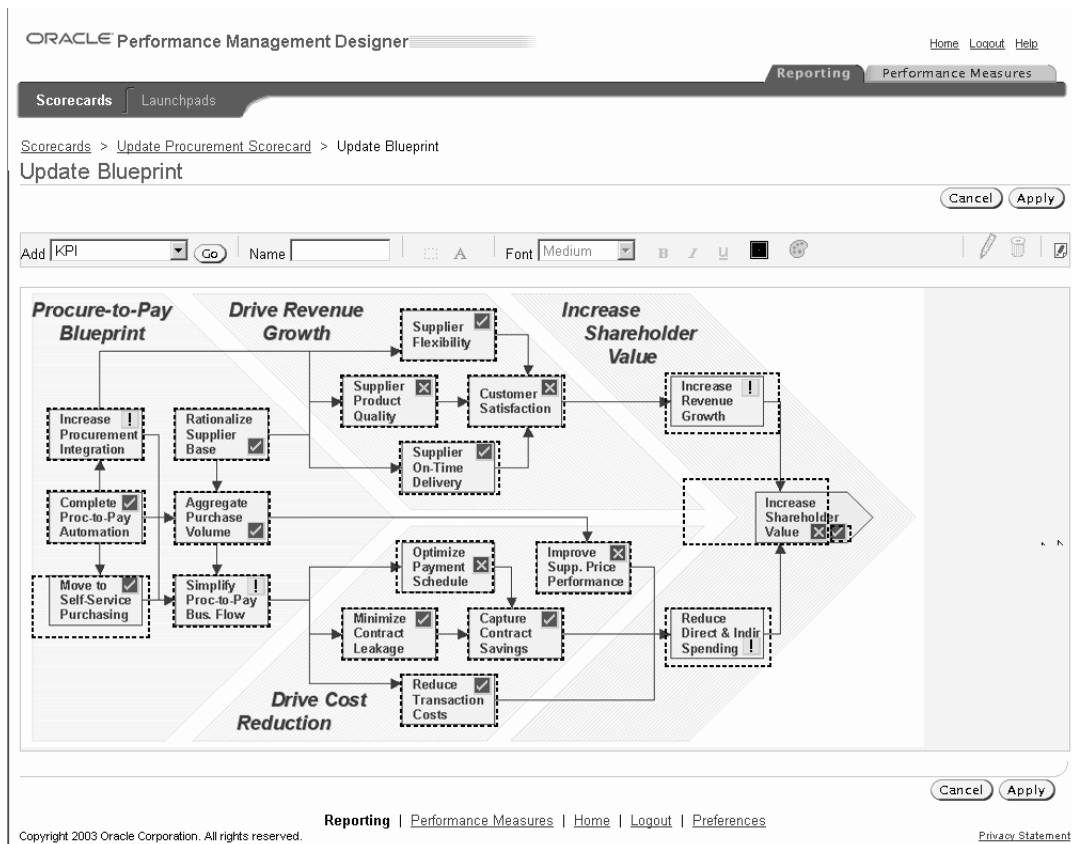 ORACLE Performance Management Designer
Home Logout Help
Reporting Performance Measures
Scorecards Launchpads
Scorecards > Update Procurement Scorecard > Update Blueprint
Update Blueprint
Cancel Apply
Add KPI Go Name A Font Medium B I U
Procure-to-Pay
Blueprint
Drive Revenue
Growth
Increase
Shareholder
Value
Supplier
Flexibility
Supplier
Product
Quality
Customer
Satisfaction
Increase !
Revenue
Growth
Increase !
Procurement
Integration
Rationalize
Supplier
Base
Supplier
On-Time
Delivery
Complete
Proc-to-Pay
Automation
Aggregate
Purchase
Volume
Increase
Shareholder
Value
Optimize
Payment
Schedule
Improve
Supp. Price
Performance
Move to
Self-Service
Purchasing
Simplify !
Proc-to-Pay
Bus. Flow
Minimize
Contract
Leakage
Capture
Contract
Savings
Reduce
Direct & Indir
Spending !
Reduce
Transaction
Costs
Drive Cost
Reduction
Cancel Apply
Reporting | Performance Measures | Home | Logout | Preferences
Copyright 2003 Oracle Corporation. All rights reserved.
Privacy Statement